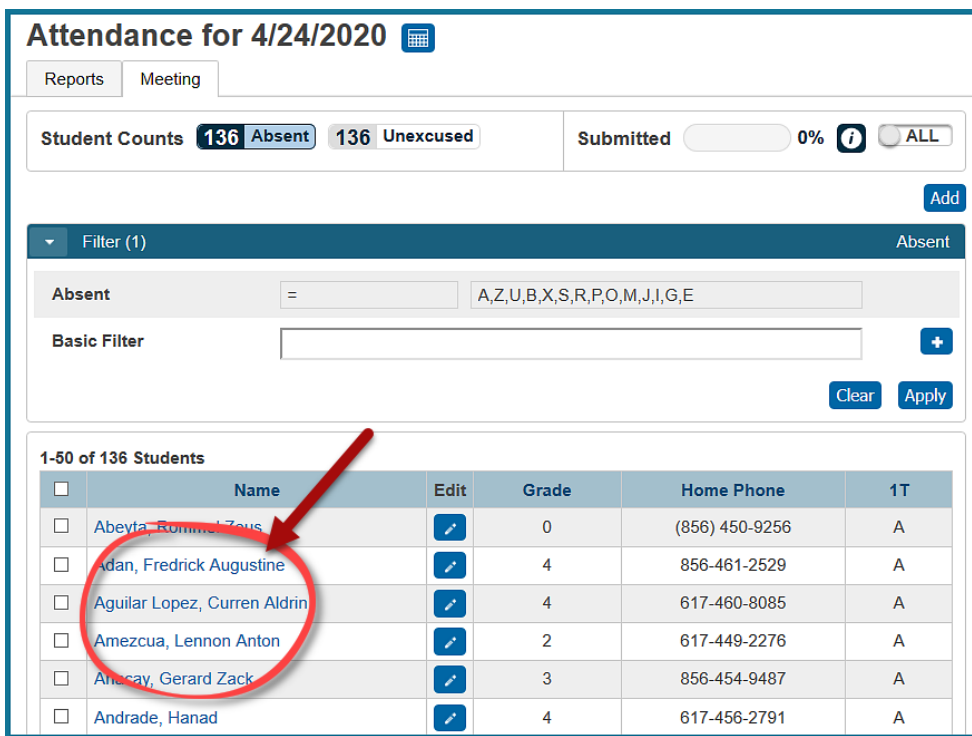 Attendance for 4/24/2020
Reports Meeting
Student Counts 136 Absent 136 Unexcused Submitted 0% i ALL
Add
Filter (1) Absent
Absent = A,Z,U,B,X,S,R,P,O,M,J,I,G,E
Basic Filter
Clear Apply
1-50 of 136 Students
Name Edit Grade Home Phone 1T
Abeyta, Rommel Zeus 0 (856) 450-9256 A
Adan, Fredrick Augustine 4 856-461-2529 A
Aguilar Lopez, Curren Aldrin 4 617-460-8085 A
Amezcua, Lennon Anton 2 617-449-2276 A
Gerard Zack 3 856-454-9487 A
Andrade, Hanad 4 617-456-2791 A